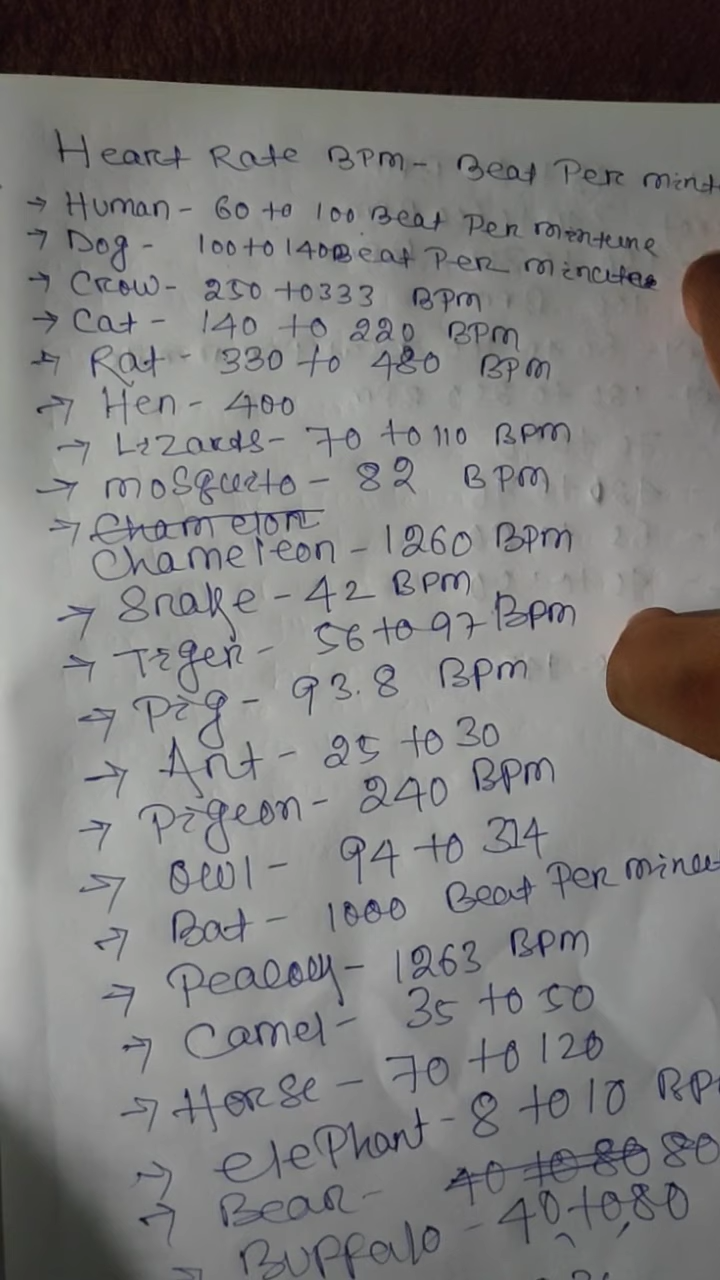 Heart Rate BPM - Beat Per mint
→ Human - 60 to 100 Beat Per mintune
→ Dog - 100 to 140 Beat Per minutes
→ Crow - 250 to 333 BPM
→ Cat - 140 to 220 BPM
→ Rat - 330 to 480 BPM
→ Hen - 400
→ Lizards - 70 to 110 BPM
→ mosquito - 82 BPM
→ Chameton
Chameleon - 1260 BPM
→ Snake - 42 BPM
→ Tiger - 56 to 97 BPM
→ Pig - 93.8 BPM
→ Ant - 25 to 30
→ Pigeon - 240 BPM
→ Owl - 94 to 314
→ Bat - 1000 Beat Per minu
→ Peacock - 1263 BPM
→ Camel - 35 to 50
→ Horse - 70 to 120
→ elePhant - 8 to 10 BP
→ Bear - 40 to 80 80
→ Buffalo - 40 to 80